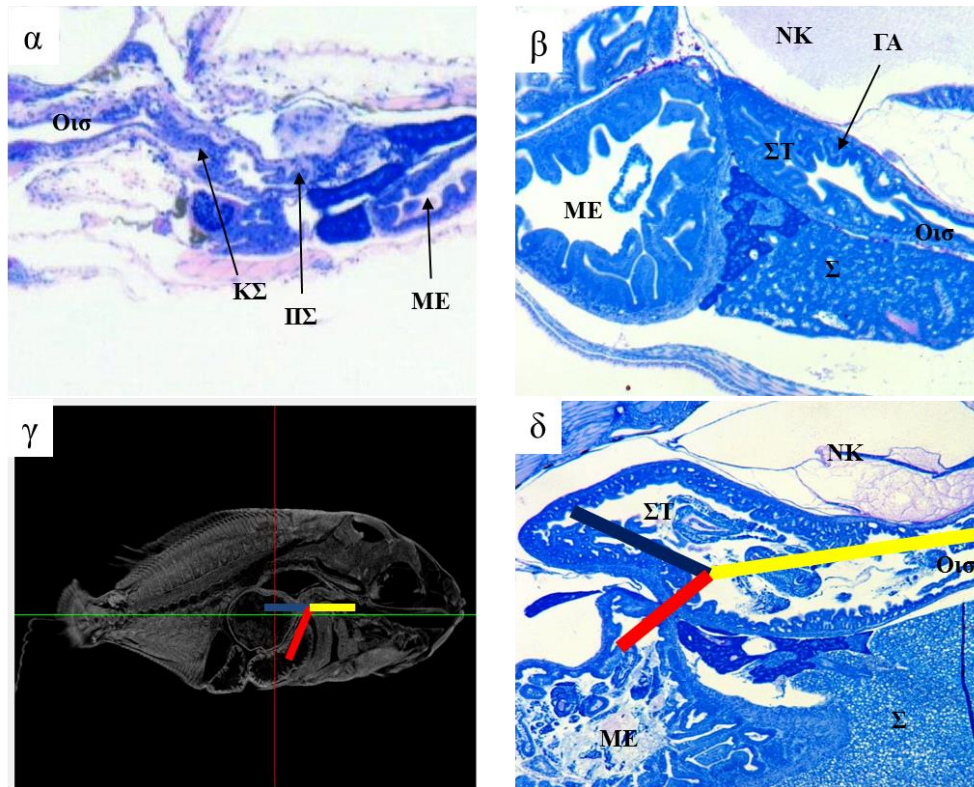 α
Οισ
ΚΣ
ΠΣ
ΜΕ
β
ΝΚ
ΓΑ
ΣΤ
ΜΕ
Οισ
Σ
γ
δ
ΝΚ
ΣΤ
Οισ
Σ
ΜΕ